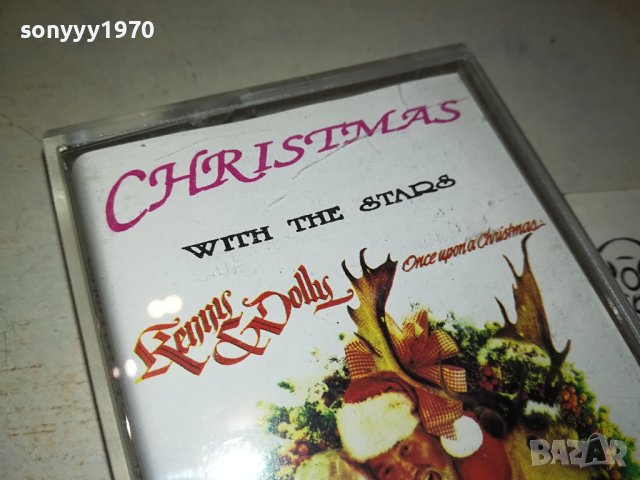 sonyyy1970
CHRISTMAS
WITH THE STARS
Kenny & Dolly
Once upon a Christmas
BAZAR